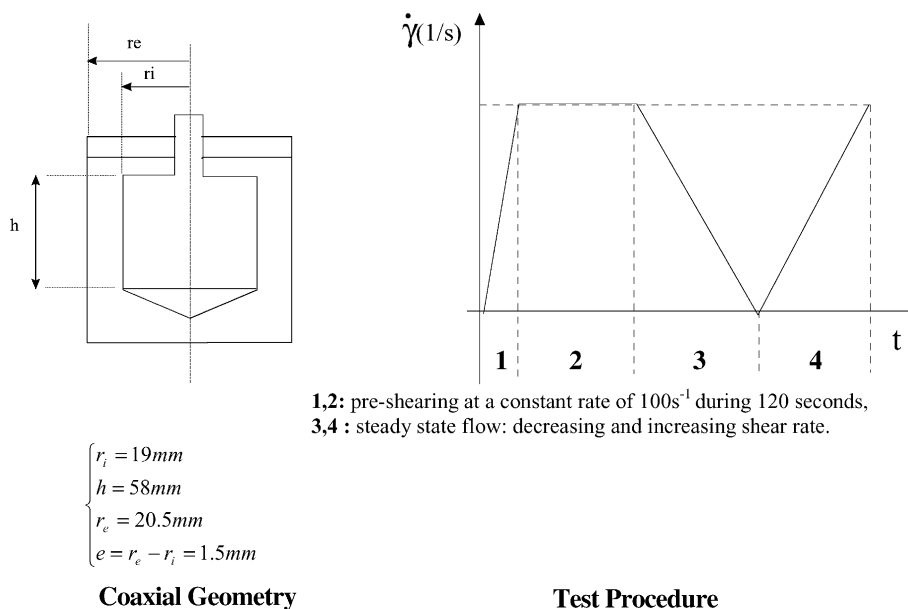 re
ri
h
γ̇(1/s)
t
1 2 3 4
1,2: pre-shearing at a constant rate of 100s⁻¹ during 120 seconds,
3,4 : steady state flow: decreasing and increasing shear rate.
rᵢ = 19mm
h = 58mm
rₑ = 20.5mm
e = rₑ − rᵢ = 1.5mm
Coaxial Geometry
Test Procedure